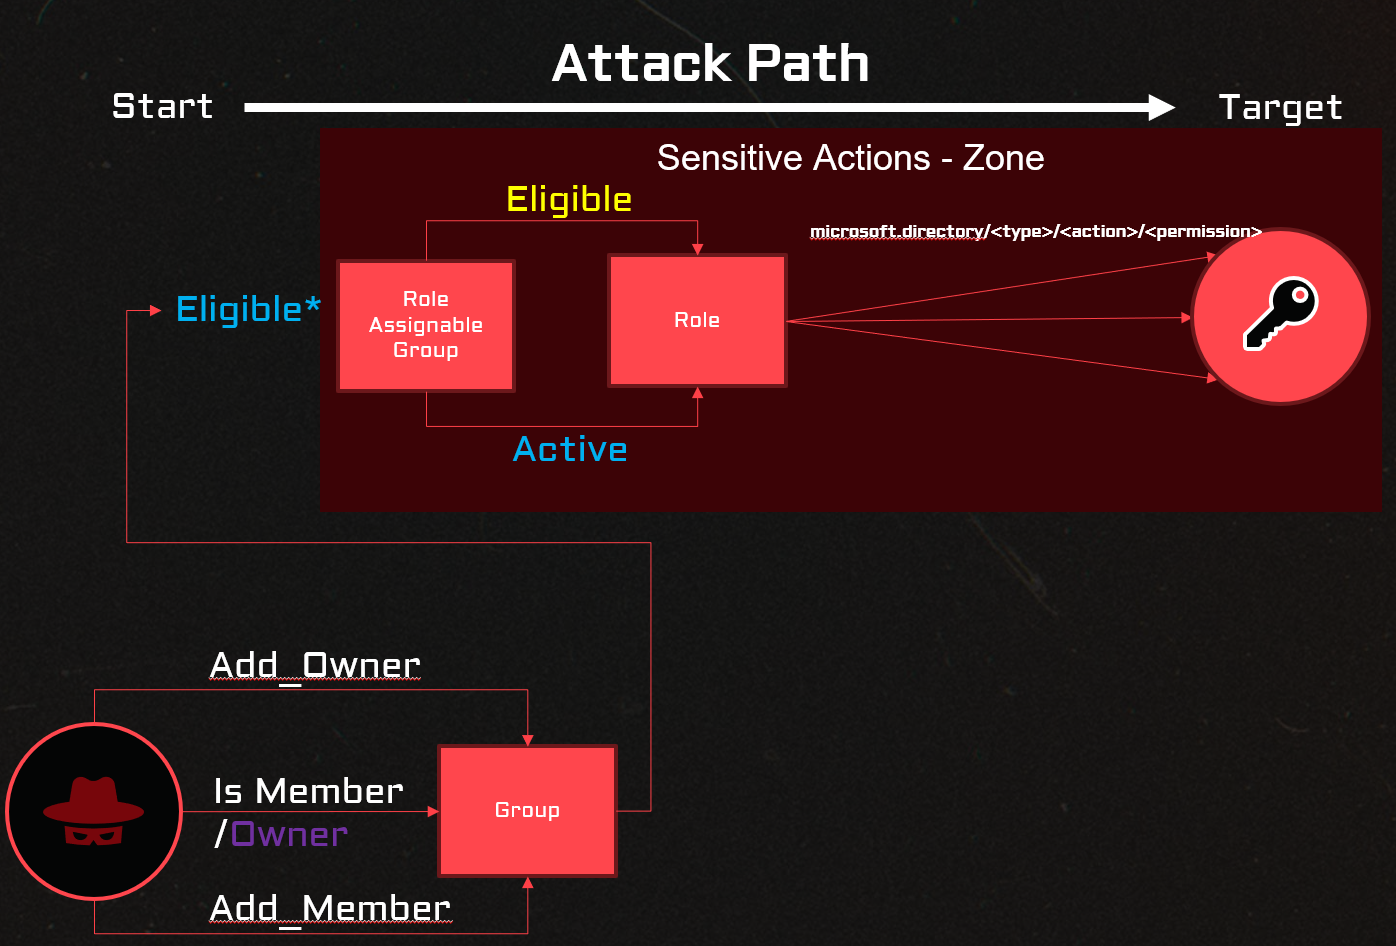 Attack Path
Start
Target
Sensitive Actions - Zone
Eligible
microsoft.directory/<type>/<action>/<permission>
Eligible*
Role
Assignable
Group
Role
Active
Add_Owner
Is Member
/Owner
Group
Add_Member